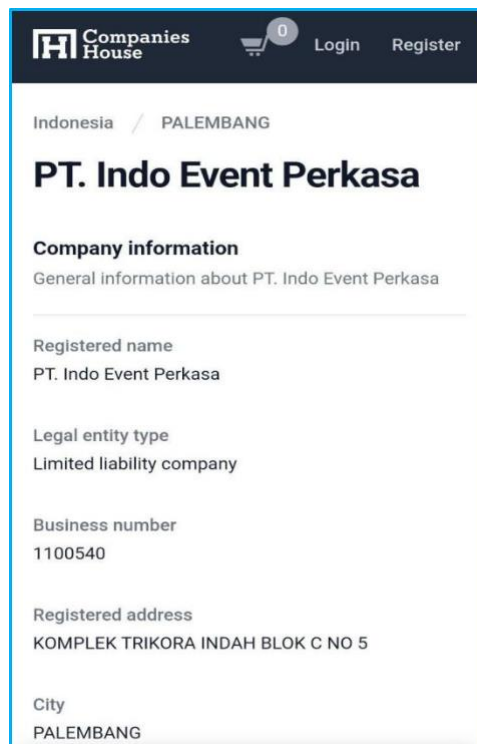 Companies
House
0
Login
Register
Indonesia / PALEMBANG
PT. Indo Event Perkasa
Company information
General information about PT. Indo Event Perkasa
Registered name
PT. Indo Event Perkasa
Legal entity type
Limited liability company
Business number
1100540
Registered address
KOMPLEK TRIKORA INDAH BLOK C NO 5
City
PALEMBANG